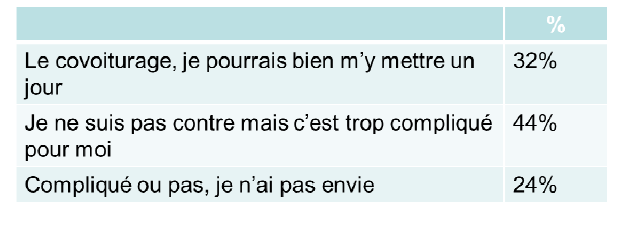 %
Le covoiturage, je pourrais bien m’y mettre un
jour
32%
Je ne suis pas contre mais c’est trop compliqué
pour moi
44%
Compliqué ou pas, je n’ai pas envie
24%